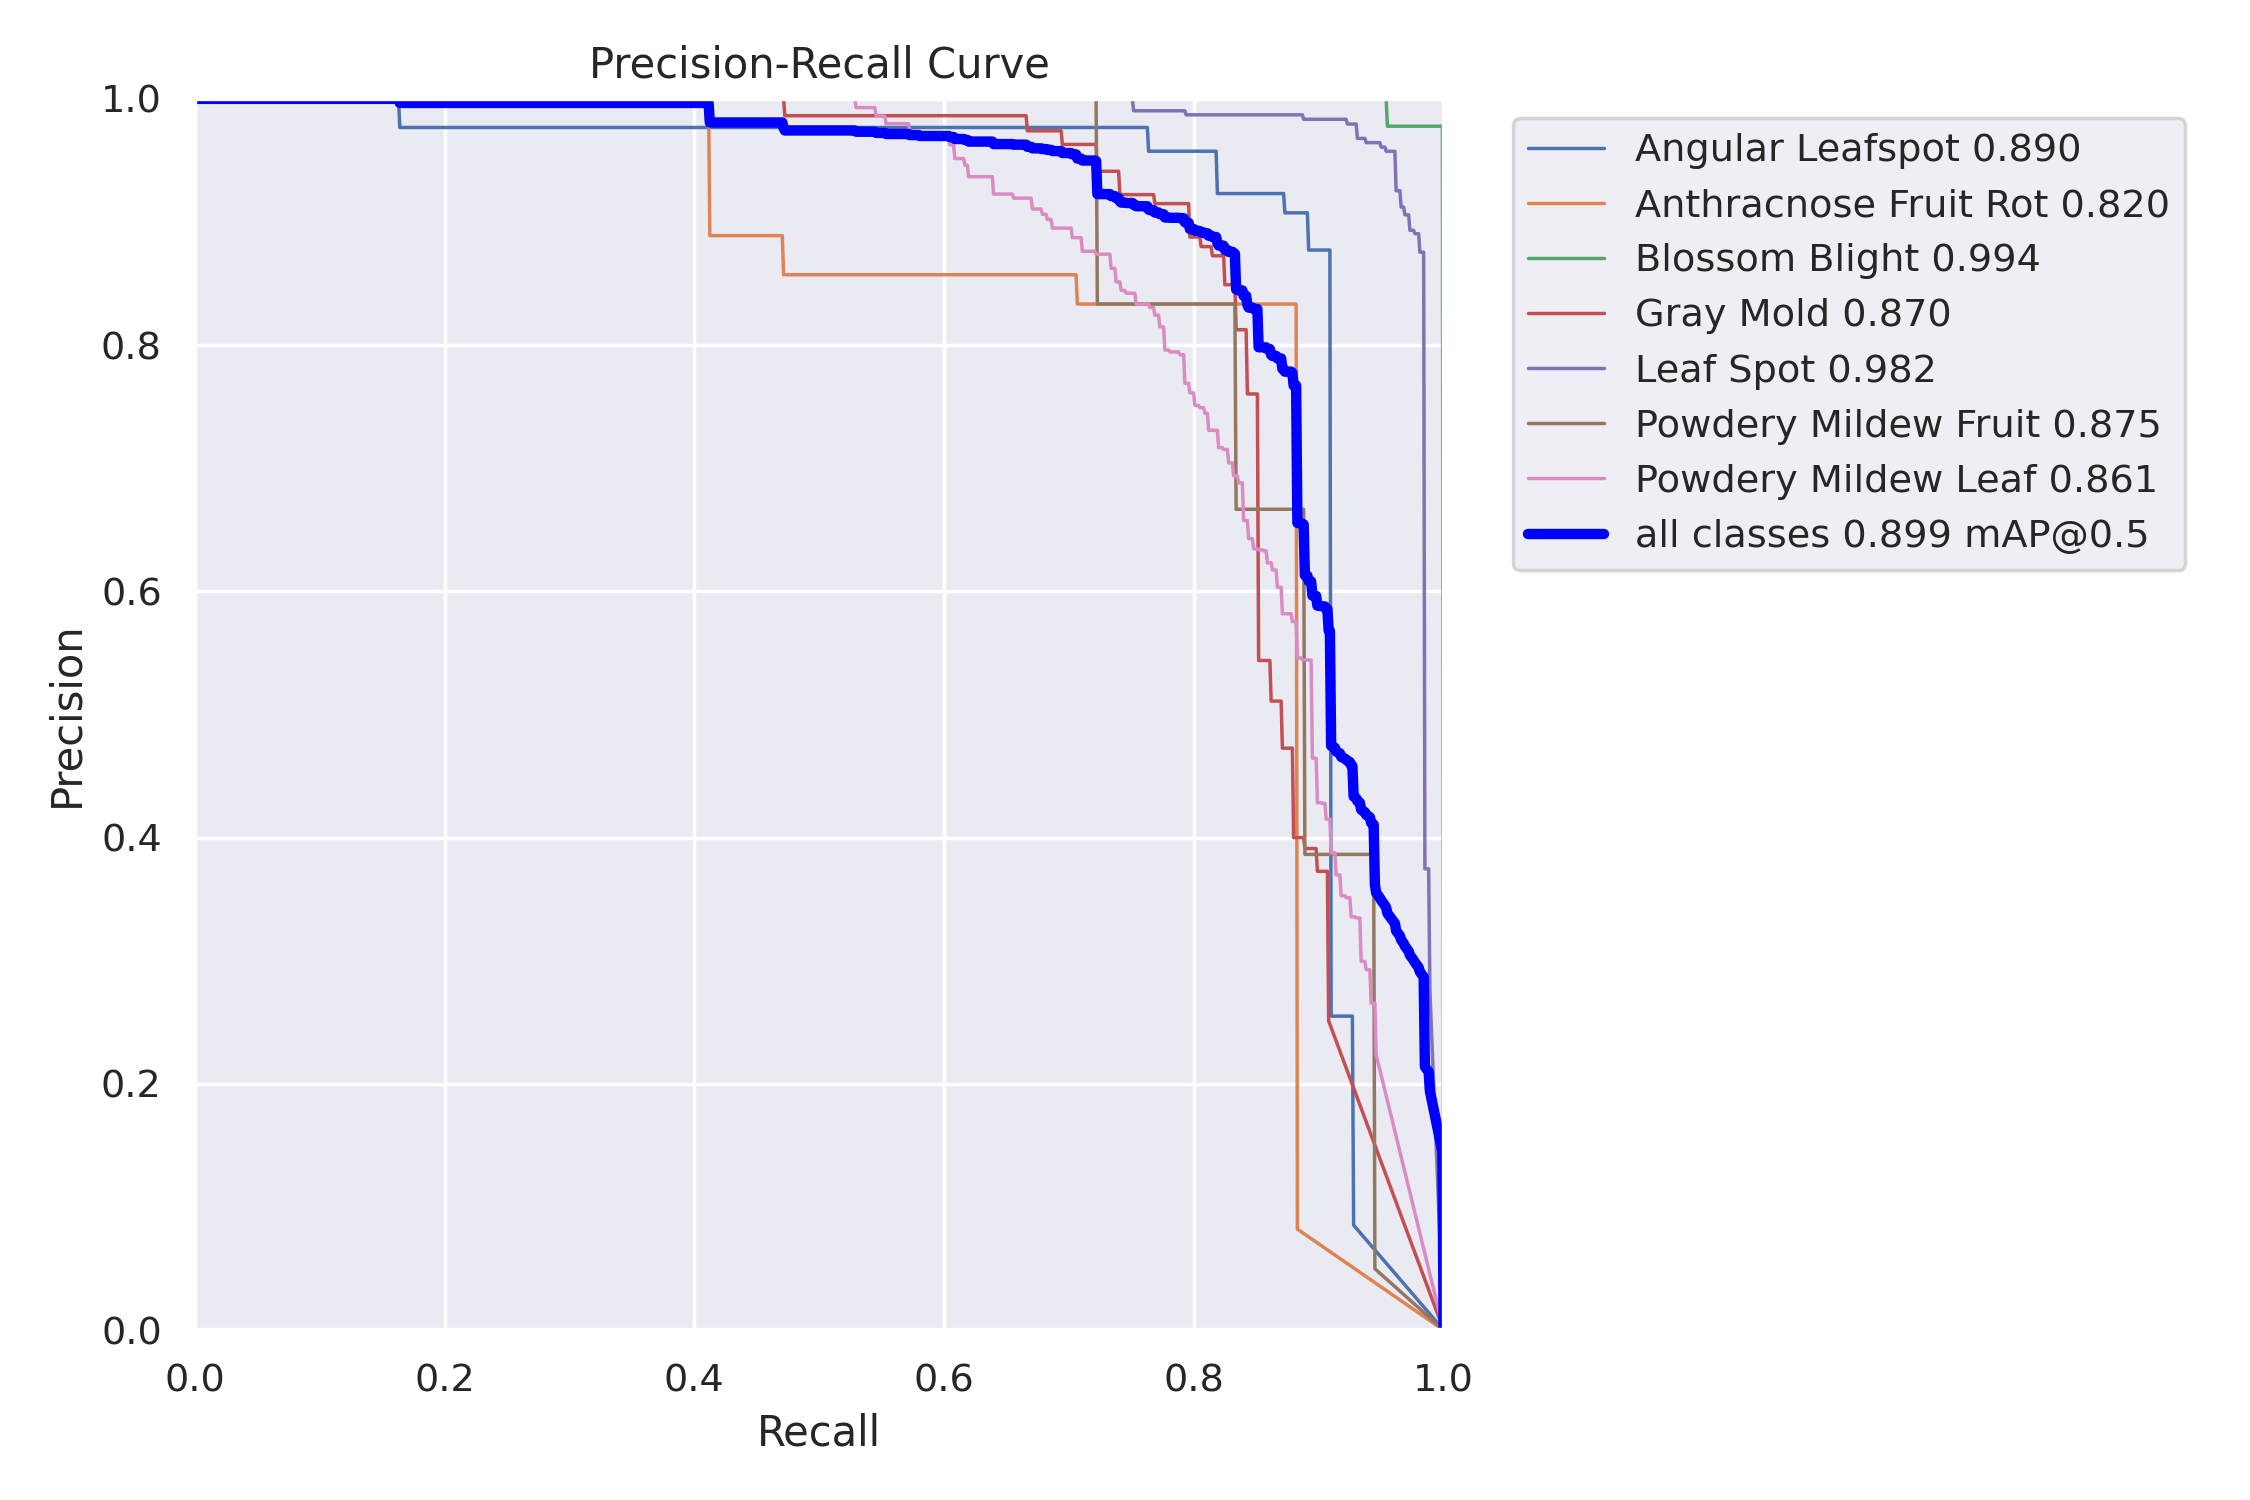 Precision-Recall Curve
1.0
0.8
0.6
0.4
0.2
0.0
Precision
0.0 0.2 0.4 0.6 0.8 1.0
Recall
Angular Leafspot 0.890
Anthracnose Fruit Rot 0.820
Blossom Blight 0.994
Gray Mold 0.870
Leaf Spot 0.982
Powdery Mildew Fruit 0.875
Powdery Mildew Leaf 0.861
all classes 0.899 mAP@0.5